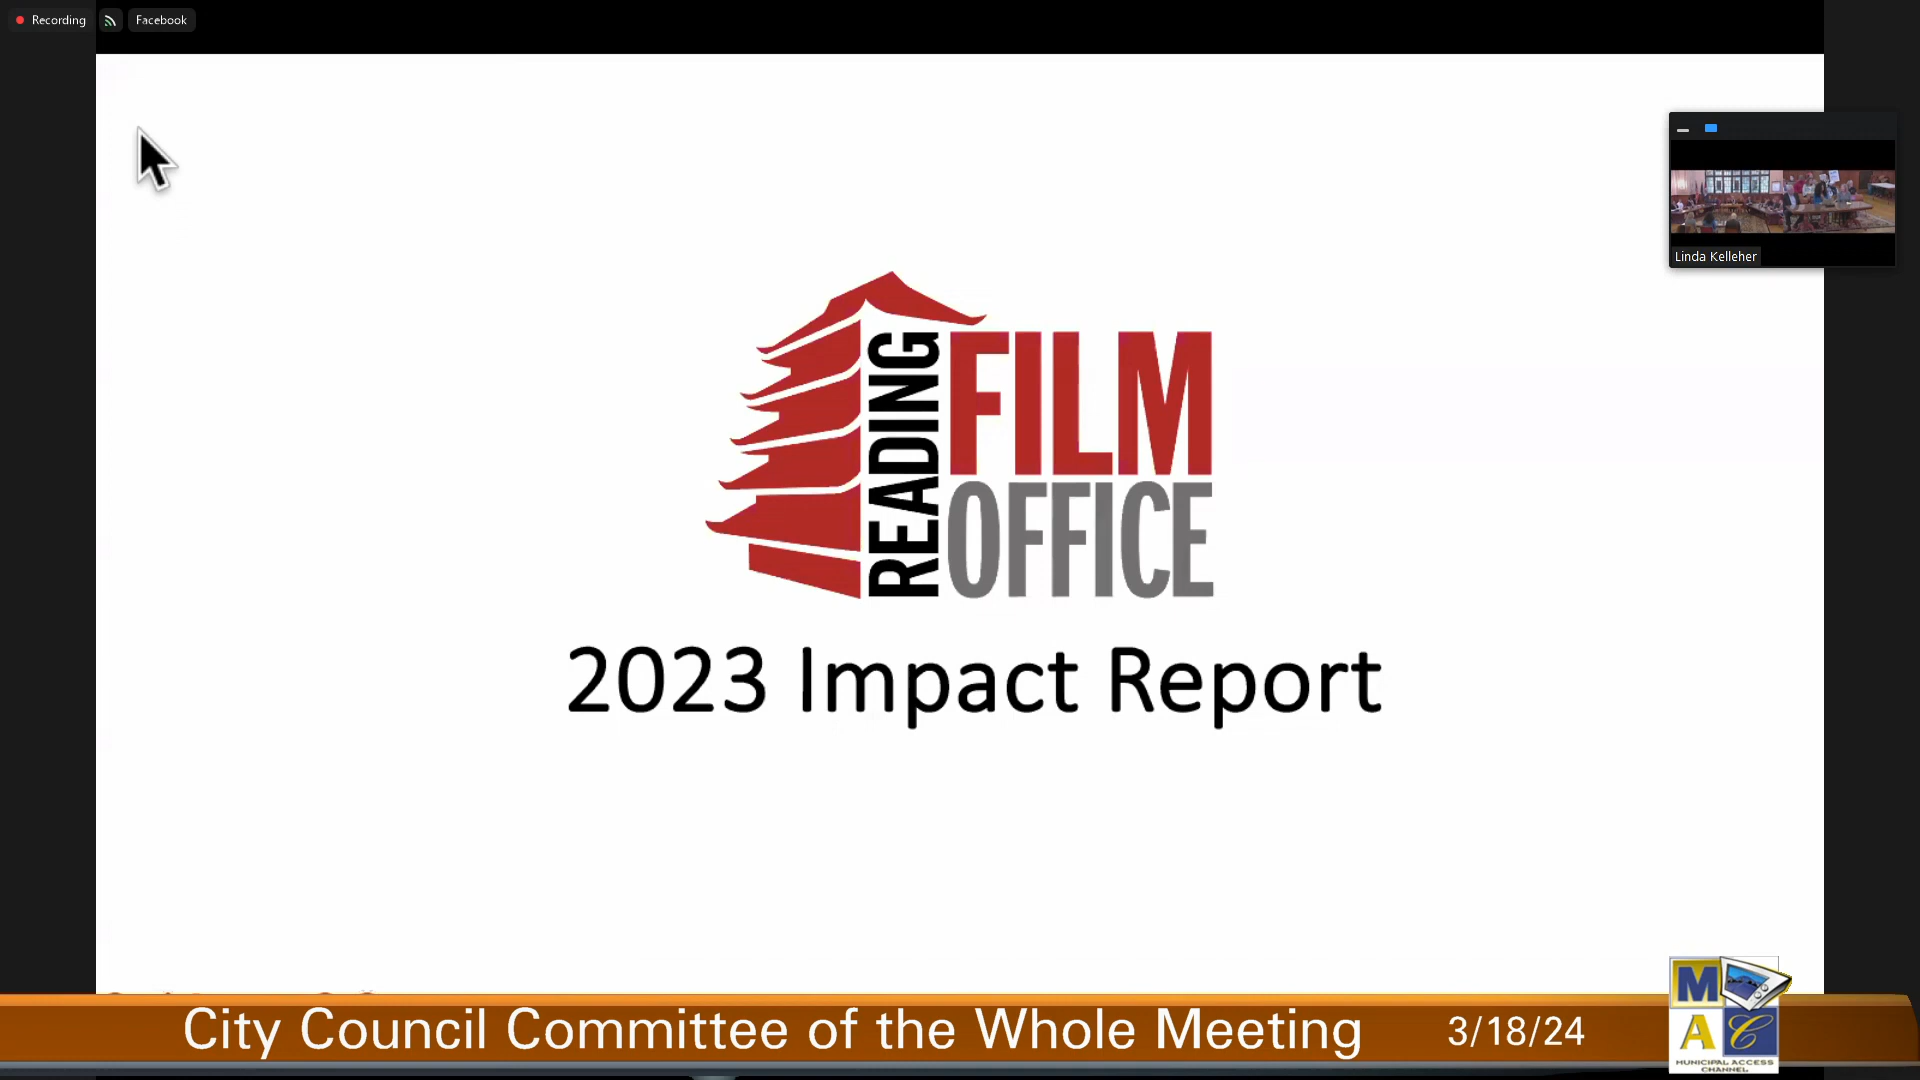 Recording
Facebook
Linda Kelleher
READING
FILM
OFFICE
2023 Impact Report
City Council Committee of the Whole Meeting
3/18/24
M
A C
MUNICIPAL ACCESS
CHANNEL